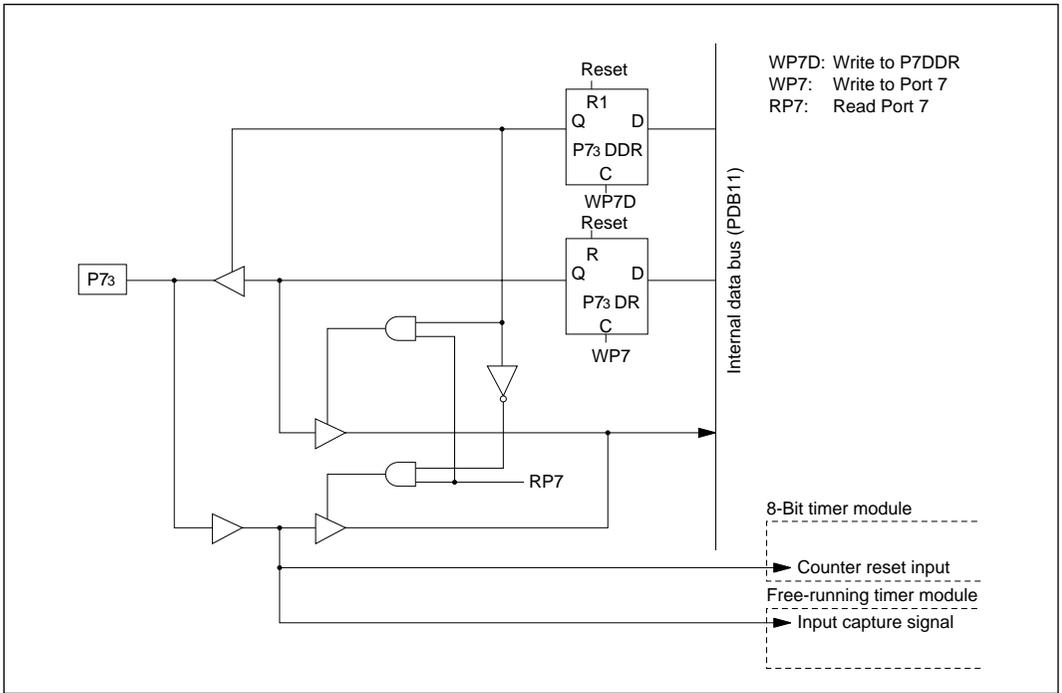 WP7D: Write to P7DDR
WP7: Write to Port 7
RP7: Read Port 7
Reset
R1
Q D
P73 DDR
C
WP7D
Reset
R
Q D
P73 DR
C
WP7
P73
Internal data bus (PDB11)
RP7
8-Bit timer module
Counter reset input
Free-running timer module
Input capture signal